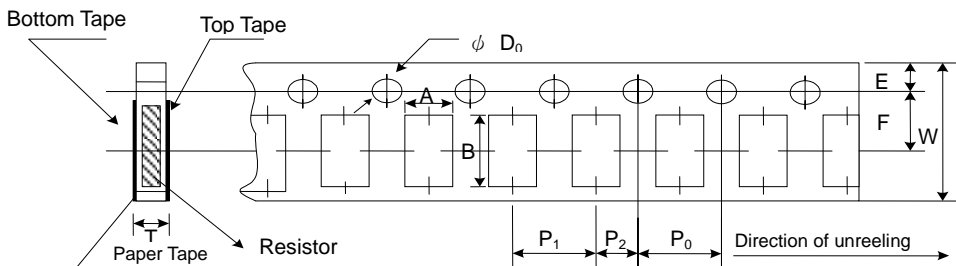 Bottom Tape
Top Tape
ϕ D₀
A
E
F
W
B
T
Paper Tape
Resistor
P₁
P₂
P₀
Direction of unreeling